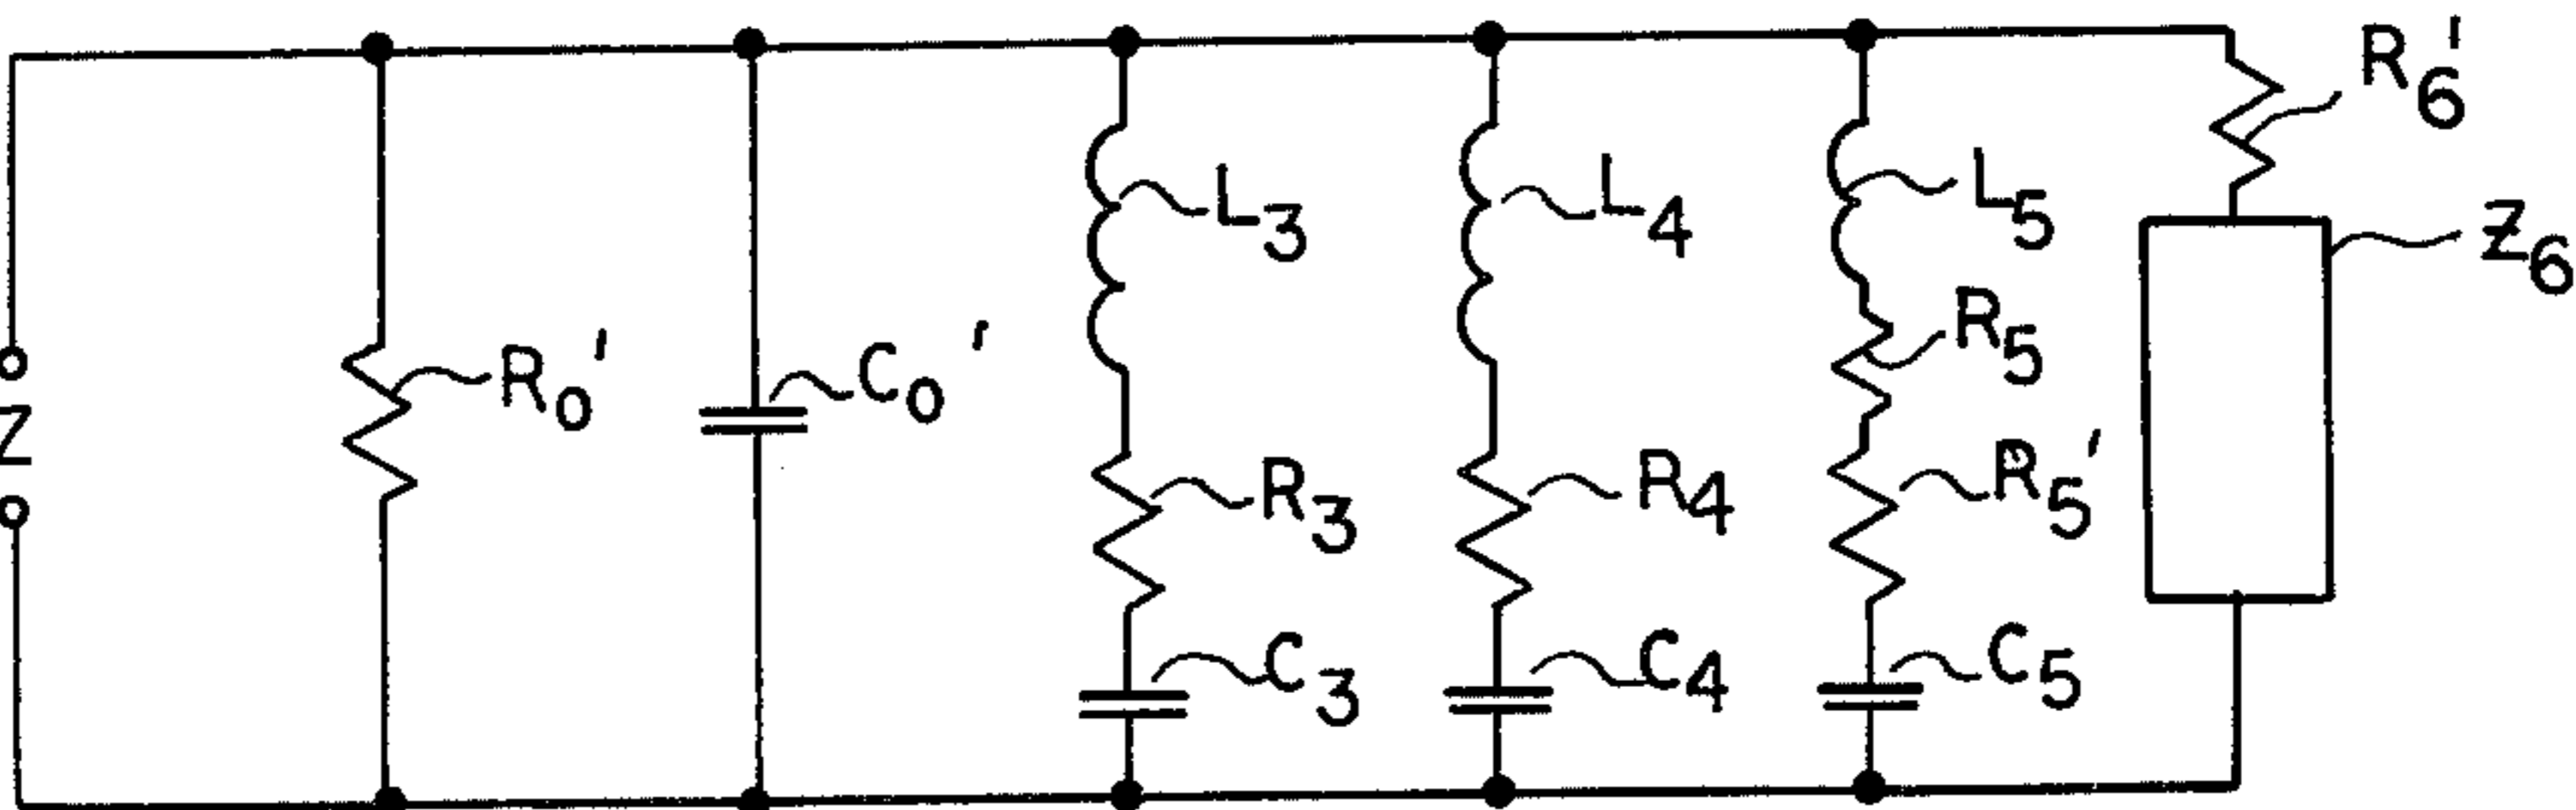 Z
R₀'
C₀'
L₃
R₃
C₃
L₄
R₄
C₄
L₅
R₅
R₅'
C₅
R₆'
Z₆